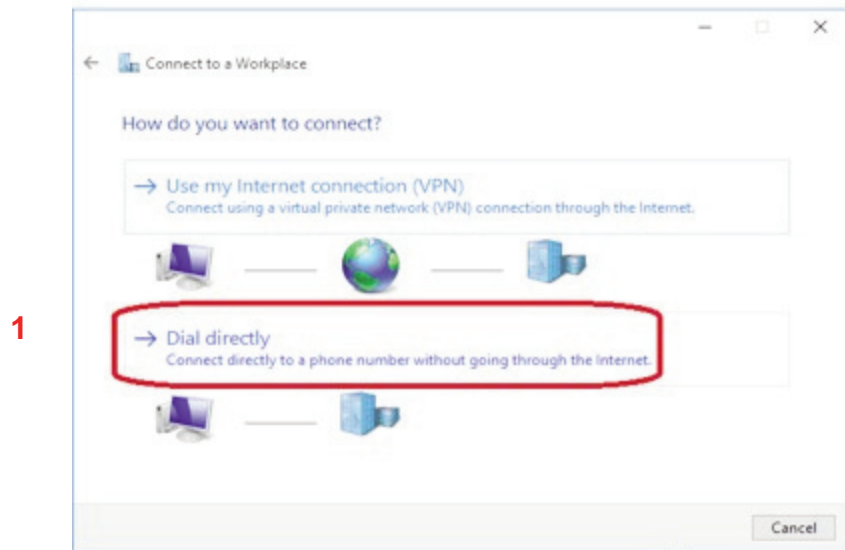 Connect to a Workplace
How do you want to connect?
Use my Internet connection (VPN)
Connect using a virtual private network (VPN) connection through the Internet.
1
Dial directly
Connect directly to a phone number without going through the Internet.
Cancel